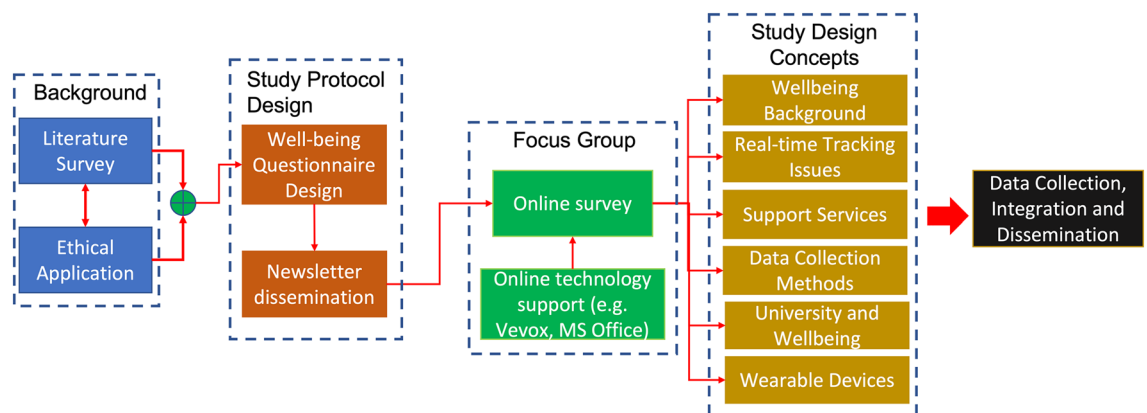 Background
Literature
Survey
Ethical
Application
Study Protocol
Design
Well-being
Questionnaire
Design
Newsletter
dissemination
Focus Group
Online survey
Online technology
support (e.g.
Vevox, MS Office)
Study Design
Concepts
Wellbeing
Background
Real-time Tracking
Issues
Support Services
Data Collection
Methods
University and
Wellbeing
Wearable Devices
Data Collection,
Integration and
Dissemination